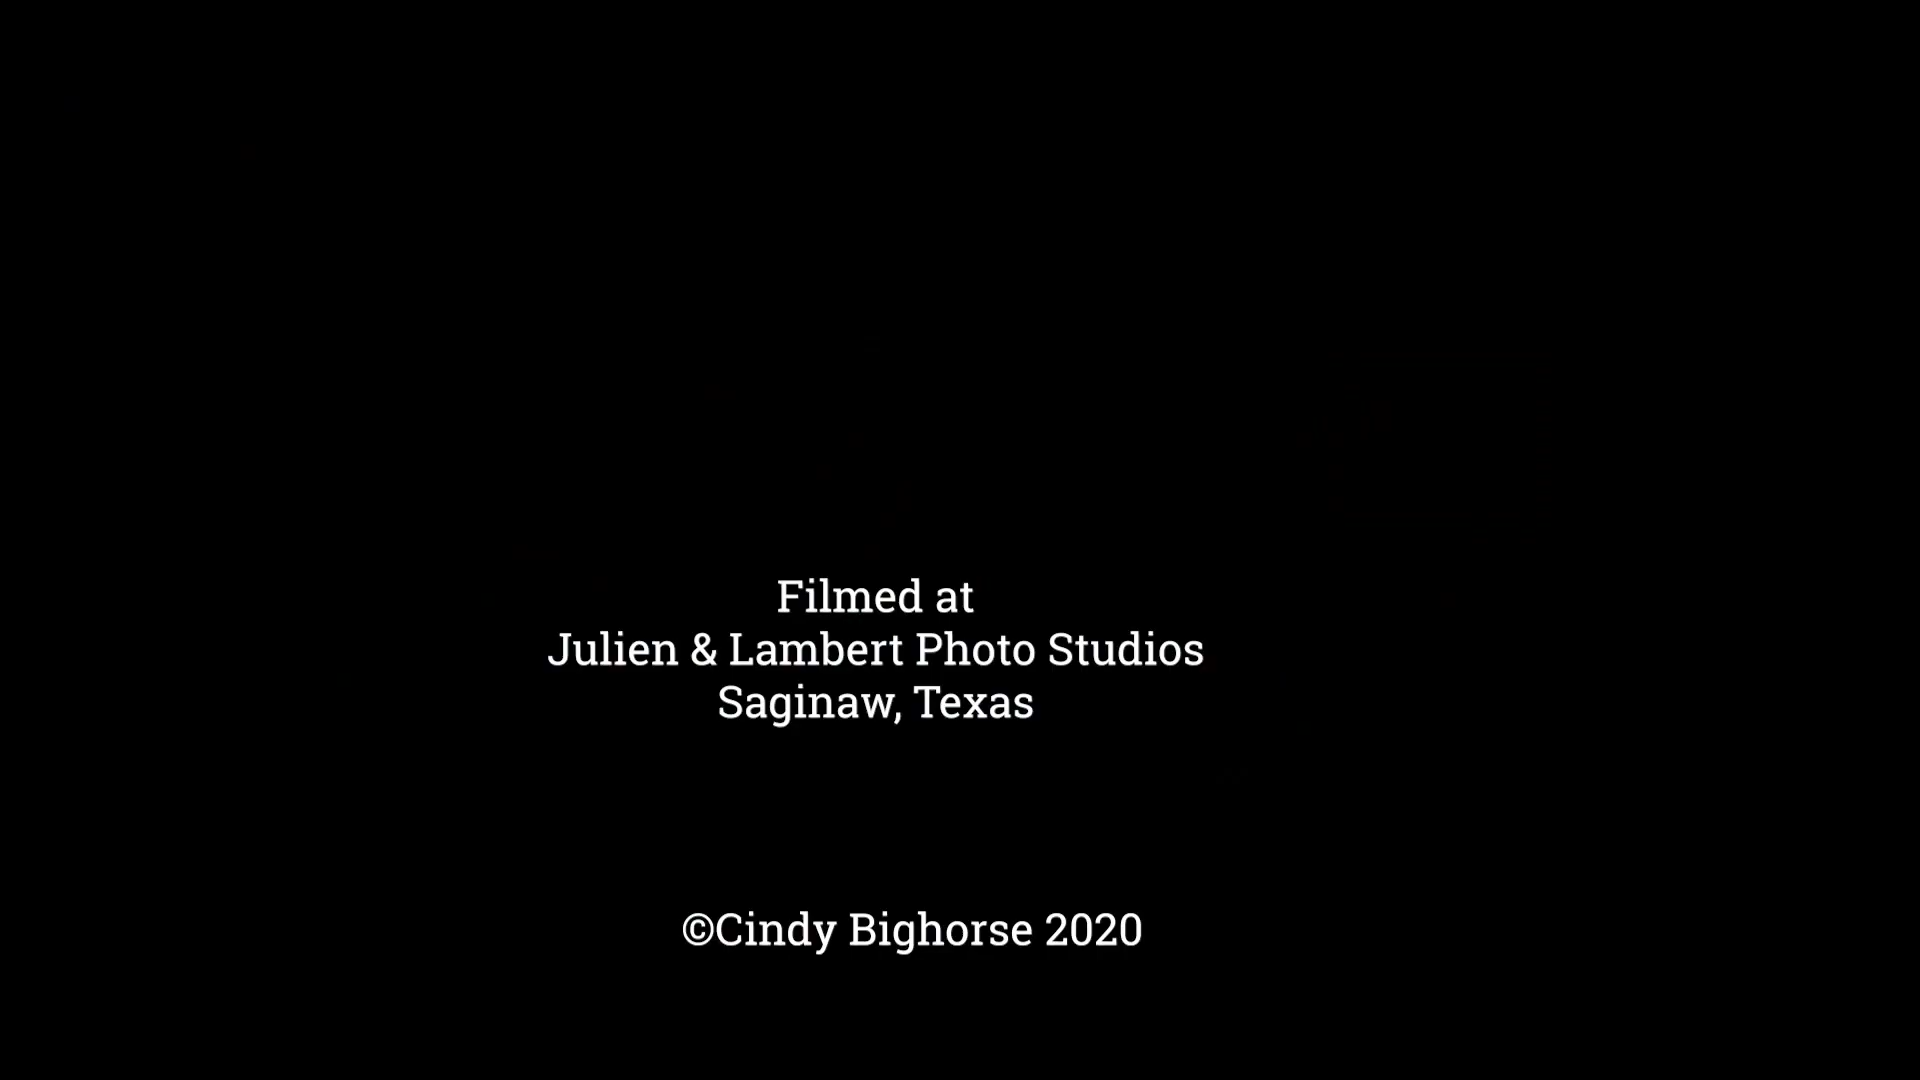 Filmed at
Julien & Lambert Photo Studios
Saginaw, Texas
©Cindy Bighorse 2020